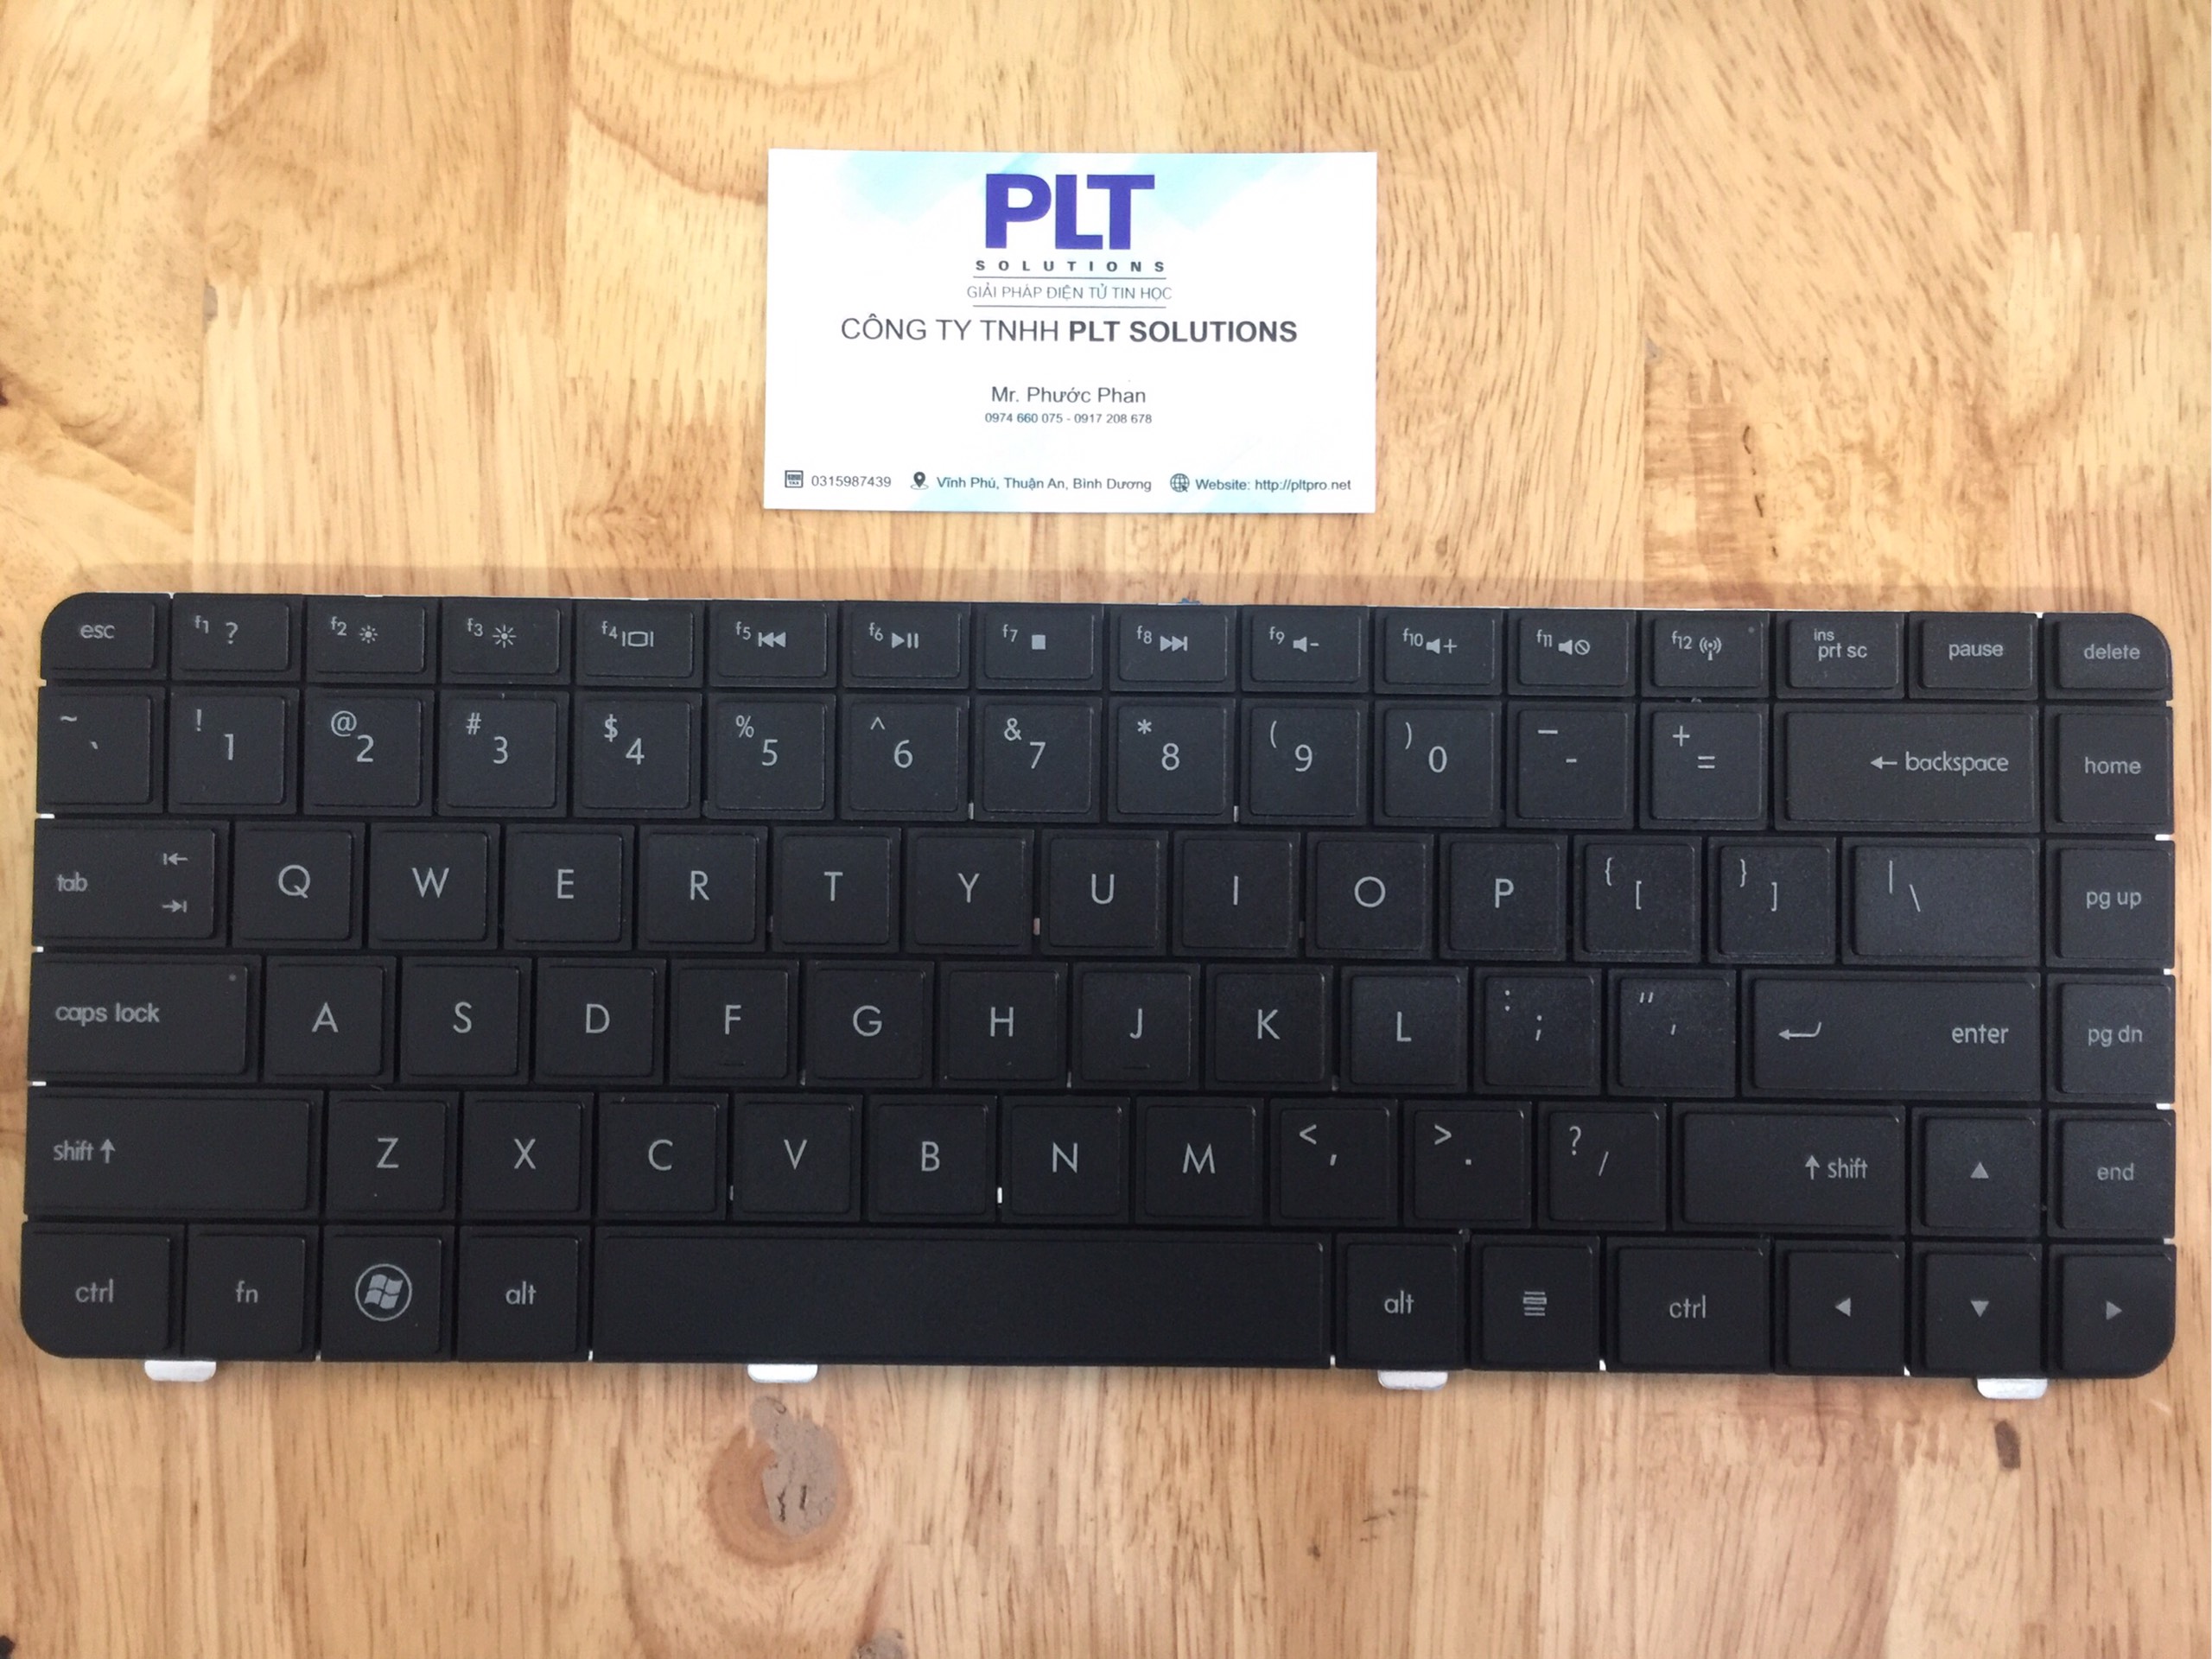 PLT
SOLUTIONS
GIẢI PHÁP ĐIỆN TỬ TIN HỌC
CÔNG TY TNHH PLT SOLUTIONS
Mr. Phước Phan
0974 660 075 - 0917 208 678
0315987439 Vĩnh Phú, Thuận An, Bình Dương Website: http://pltpro.net
esc f1 ? f2 f3 f4 f5 f6 f7 f8 f9 - f10 + f11 f12 ins prt sc pause delete
~ ` ! 1 @ 2 # 3 $ 4 % 5 ^ 6 & 7 * 8 ( 9 ) 0 _ - + = ← backspace home
tab Q W E R T Y U I O P { [ } ] | \ pg up
caps lock A S D F G H J K L : ; " ' enter pg dn
shift ↑ Z X C V B N M < , > . ? / ↑ shift ▲ end
ctrl fn alt alt ctrl ◀ ▼ ▶